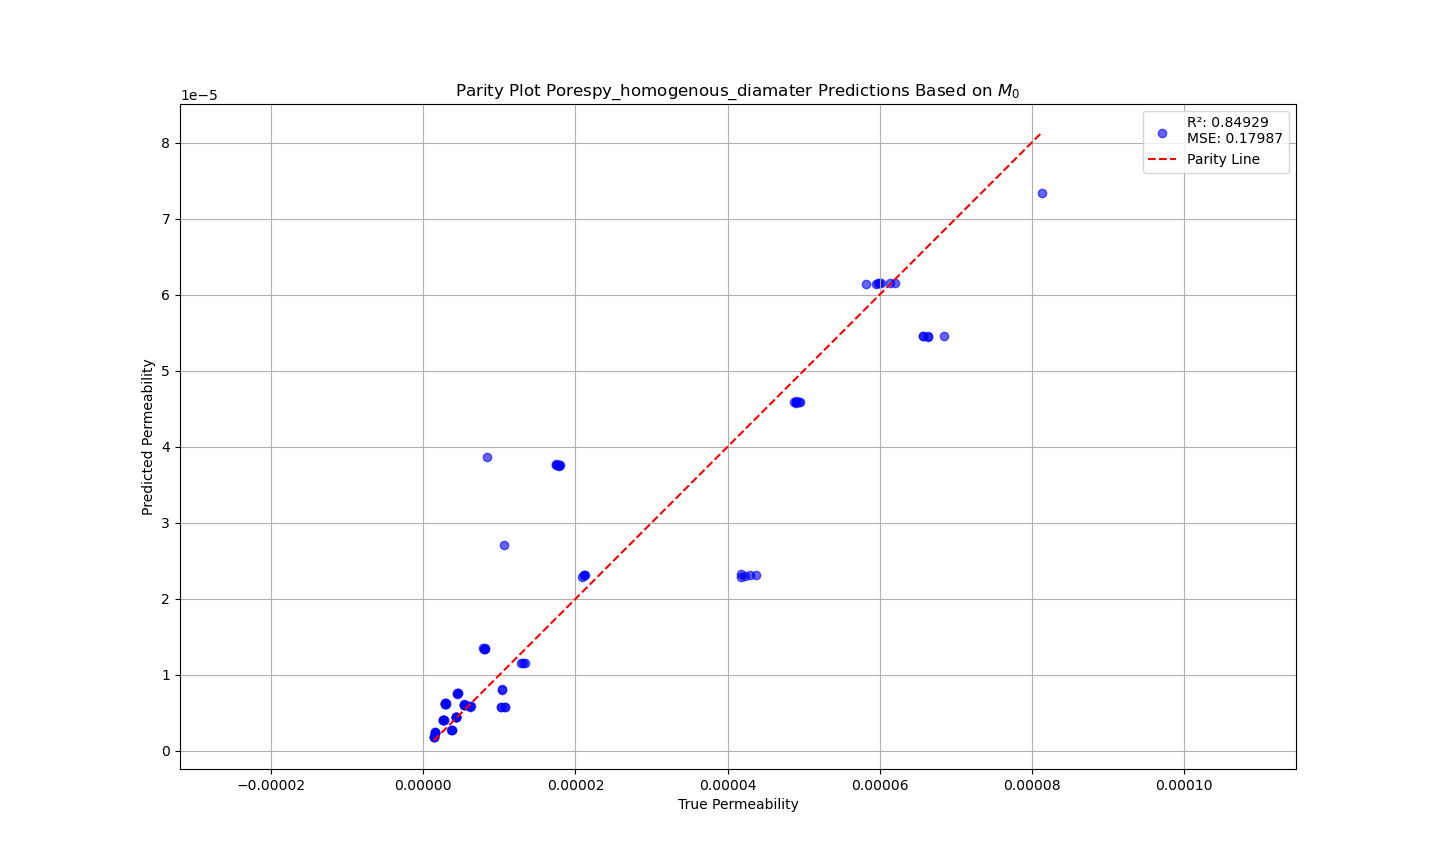 Parity Plot Porespy_homogenous_diamater Predictions Based on $M_0$
1e−5
R²: 0.84929
MSE: 0.17987
Parity Line
8
7
6
5
4
3
2
1
0
Predicted Permeability
−0.00002
0.00000
0.00002
0.00004
0.00006
0.00008
0.00010
True Permeability